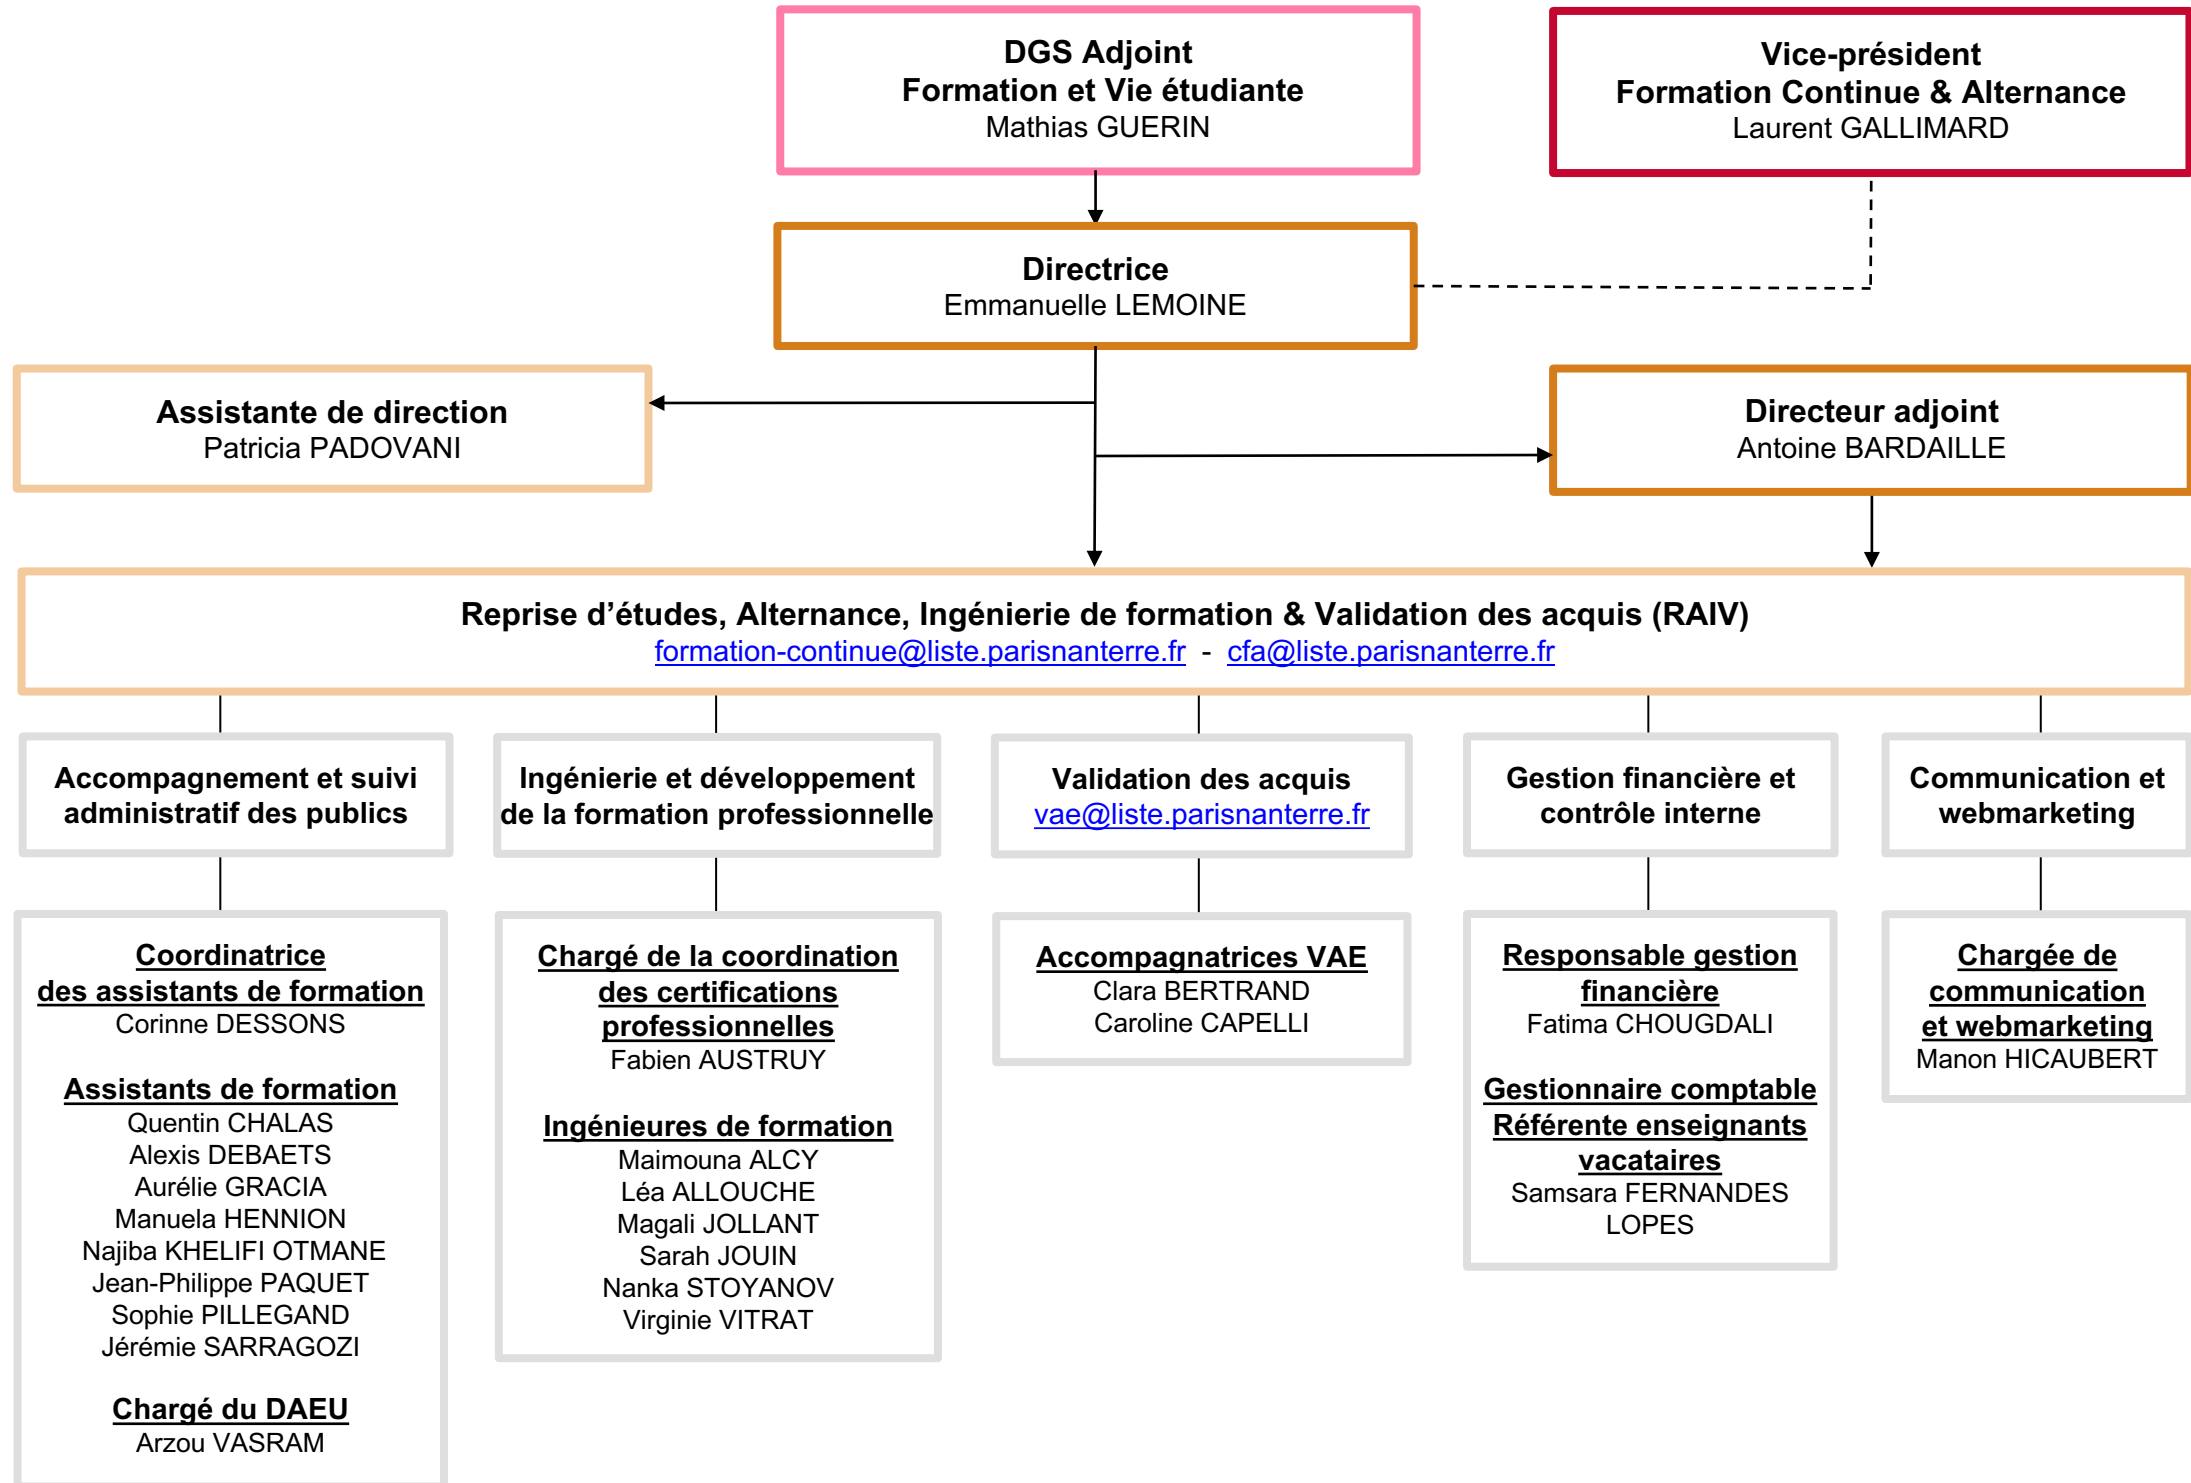 DGS Adjoint
Formation et Vie étudiante
Mathias GUERIN
Vice-président
Formation Continue & Alternance
Laurent GALLIMARD
Directrice
Emmanuelle LEMOINE
Assistante de direction
Patricia PADOVANI
Directeur adjoint
Antoine BARDAILLE
Reprise d’études, Alternance, Ingénierie de formation & Validation des acquis (RAIV)
formation-continue@liste.parisnanterre.fr - cfa@liste.parisnanterre.fr
Accompagnement et suivi
administratif des publics
Ingénierie et développement
de la formation professionnelle
Validation des acquis
vae@liste.parisnanterre.fr
Gestion financière et
contrôle interne
Communication et
webmarketing
Coordinatrice
des assistants de formation
Corinne DESSONS
Assistants de formation
Quentin CHALAS
Alexis DEBAETS
Aurélie GRACIA
Manuela HENNION
Najiba KHELIFI OTMANE
Jean-Philippe PAQUET
Sophie PILLEGAND
Jérémie SARRAGOZI
Chargé du DAEU
Arzou VASRAM
Chargé de la coordination
des certifications
professionnelles
Fabien AUSTRUY
Ingénieures de formation
Maimouna ALCY
Léa ALLOUCHE
Magali JOLLANT
Sarah JOUIN
Nanka STOYANOV
Virginie VITRAT
Accompagnatrices VAE
Clara BERTRAND
Caroline CAPELLI
Responsable gestion
financière
Fatima CHOUGDALI
Gestionnaire comptable
Référente enseignants
vacataires
Samsara FERNANDES
LOPES
Chargée de
communication
et webmarketing
Manon HICAUBERT